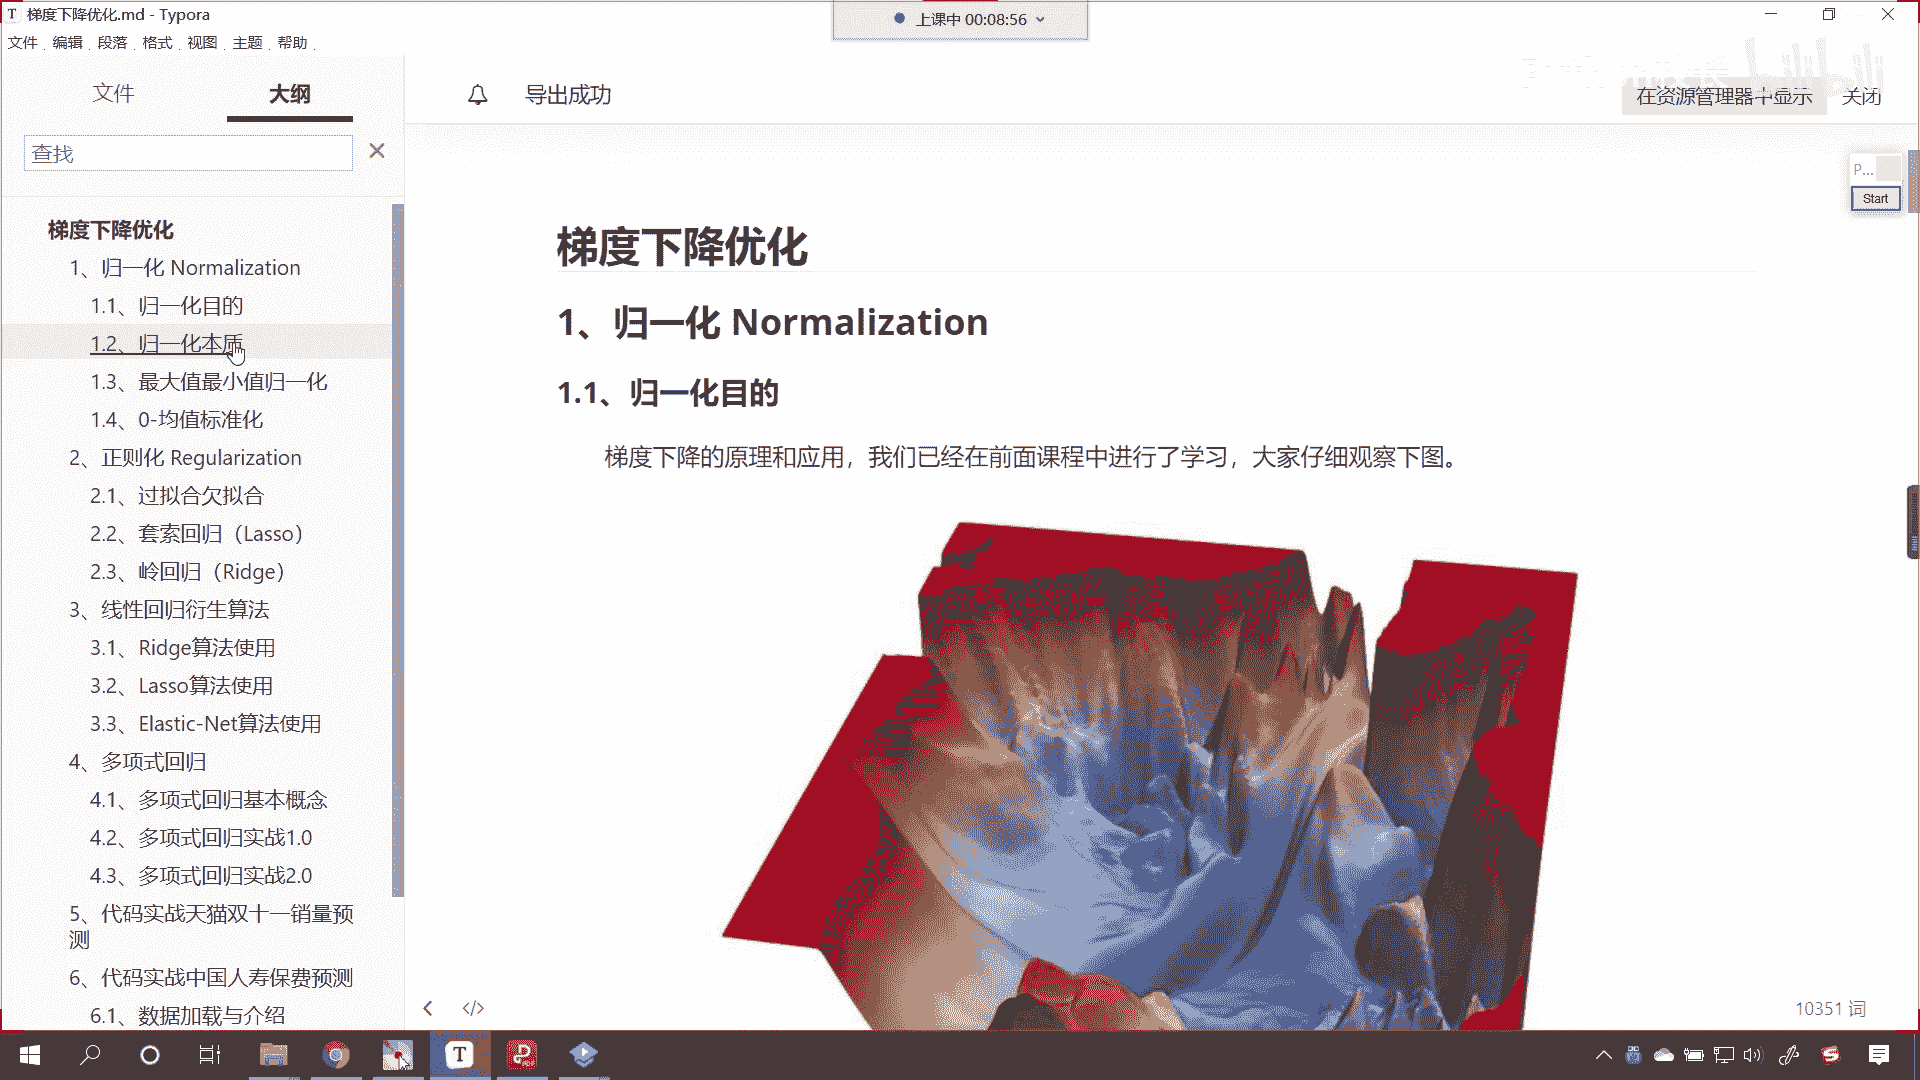 梯度下降优化.md - Typora
上课中 00:08:56
文件 编辑 段落 格式 视图 主题 帮助
文件 大纲
导出成功
在资源管理器中显示 关闭
查找
P...
Start
梯度下降优化
1、归一化 Normalization
1.1、归一化目的
1.2、归一化本质
1.3、最大值最小值归一化
1.4、0-均值标准化
2、正则化 Regularization
2.1、过拟合欠拟合
2.2、套索回归（Lasso）
2.3、岭回归（Ridge）
3、线性回归衍生算法
3.1、Ridge算法使用
3.2、Lasso算法使用
3.3、Elastic-Net算法使用
4、多项式回归
4.1、多项式回归基本概念
4.2、多项式回归实战1.0
4.3、多项式回归实战2.0
5、代码实战天猫双十一销量预
测
6、代码实战中国人寿保费预测
6.1、数据加载与介绍
梯度下降优化
1、归一化 Normalization
1.1、归一化目的
梯度下降的原理和应用，我们已经在前面课程中进行了学习，大家仔细观察下图。
10351 词